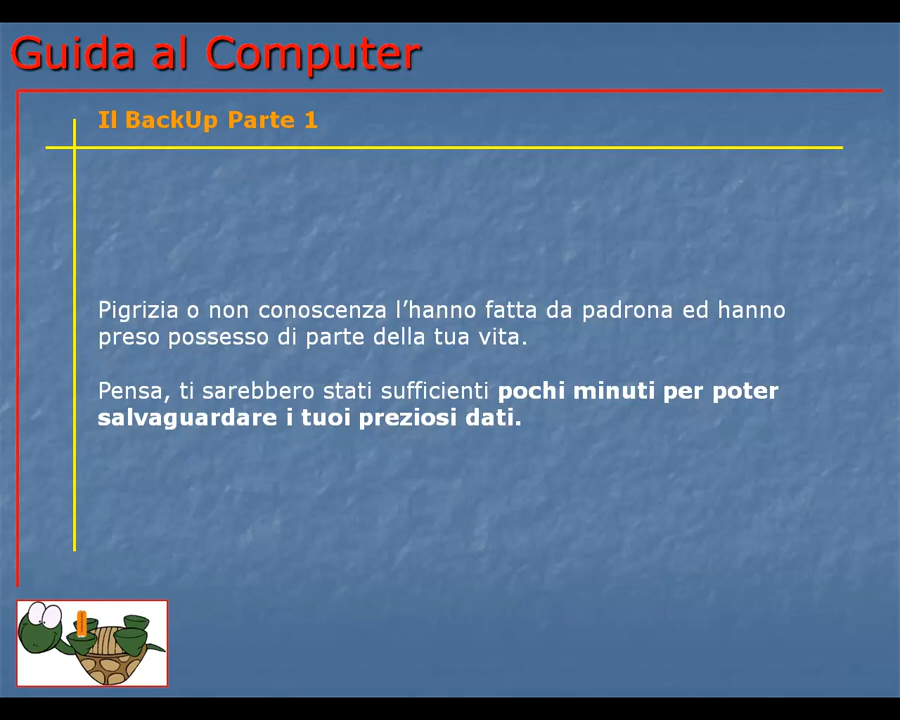 Guida al Computer
Il BackUp Parte 1
Pigrizia o non conoscenza l’hanno fatta da padrona ed hanno
preso possesso di parte della tua vita.
Pensa, ti sarebbero stati sufficienti pochi minuti per poter
salvaguardare i tuoi preziosi dati.